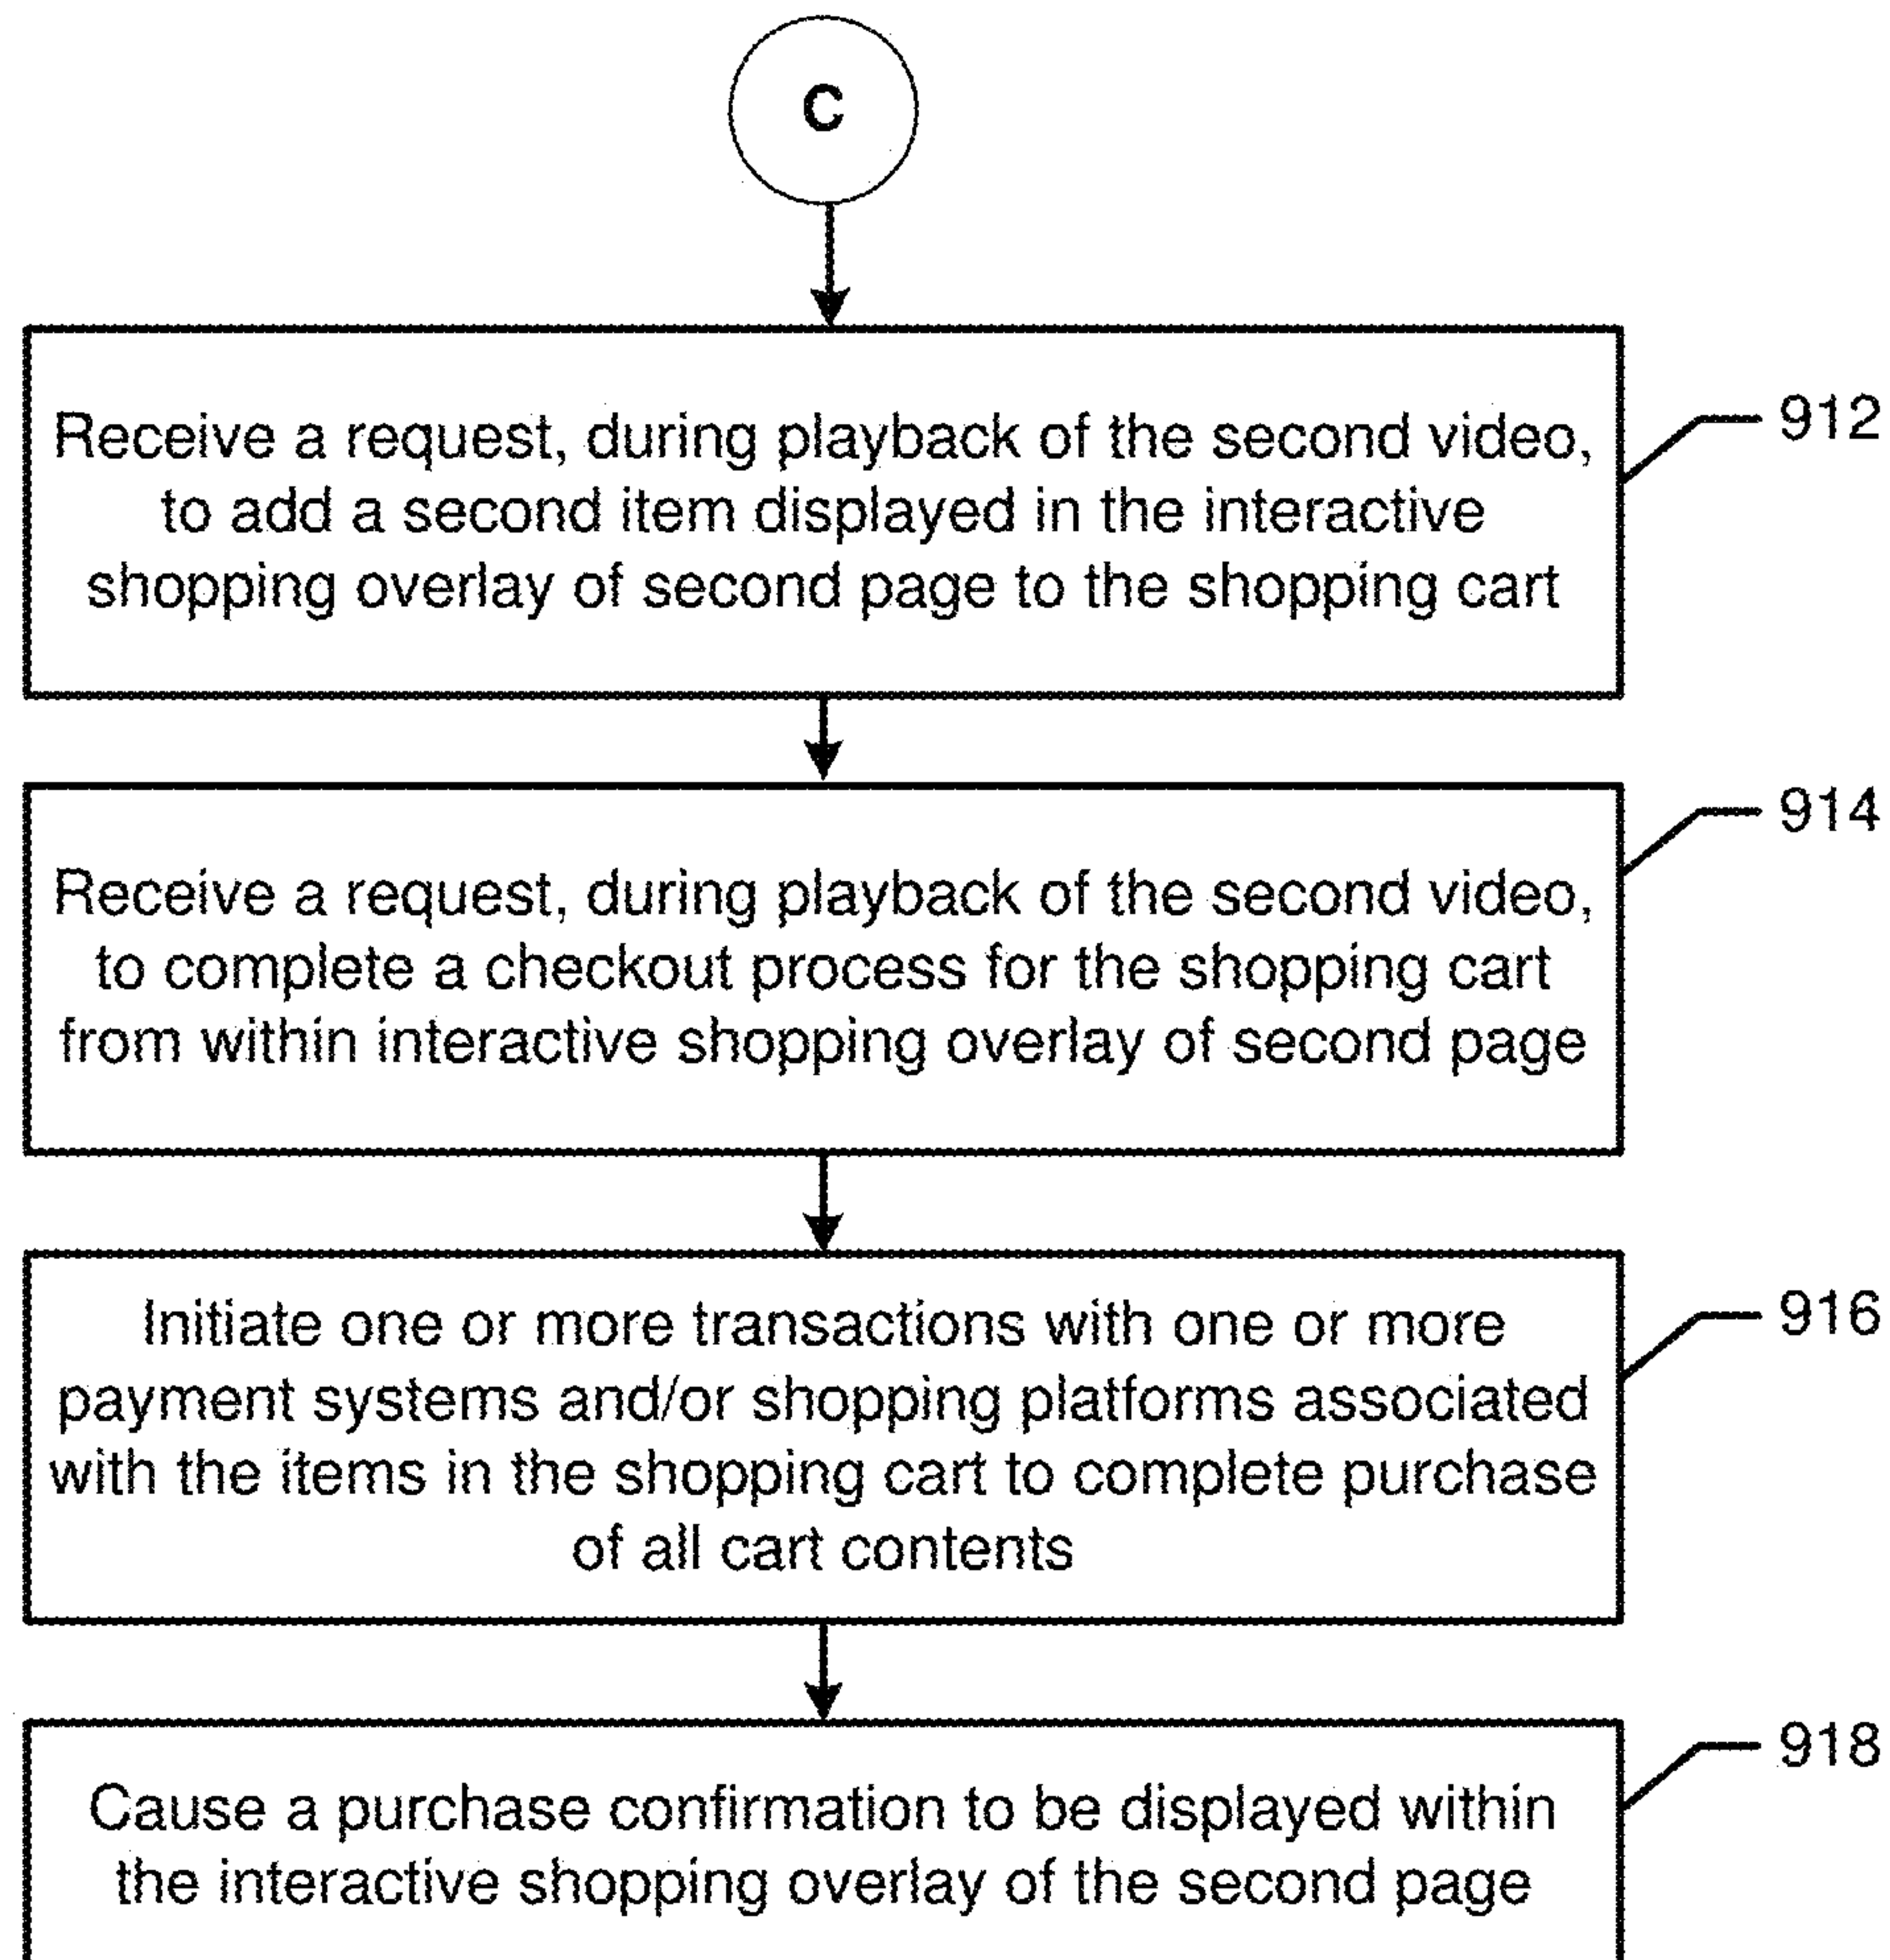 C
Receive a request, during playback of the second video,
to add a second item displayed in the interactive
shopping overlay of second page to the shopping cart
912
Receive a request, during playback of the second video,
to complete a checkout process for the shopping cart
from within interactive shopping overlay of second page
914
Initiate one or more transactions with one or more
payment systems and/or shopping platforms associated
with the items in the shopping cart to complete purchase
of all cart contents
916
Cause a purchase confirmation to be displayed within
the interactive shopping overlay of the second page
918